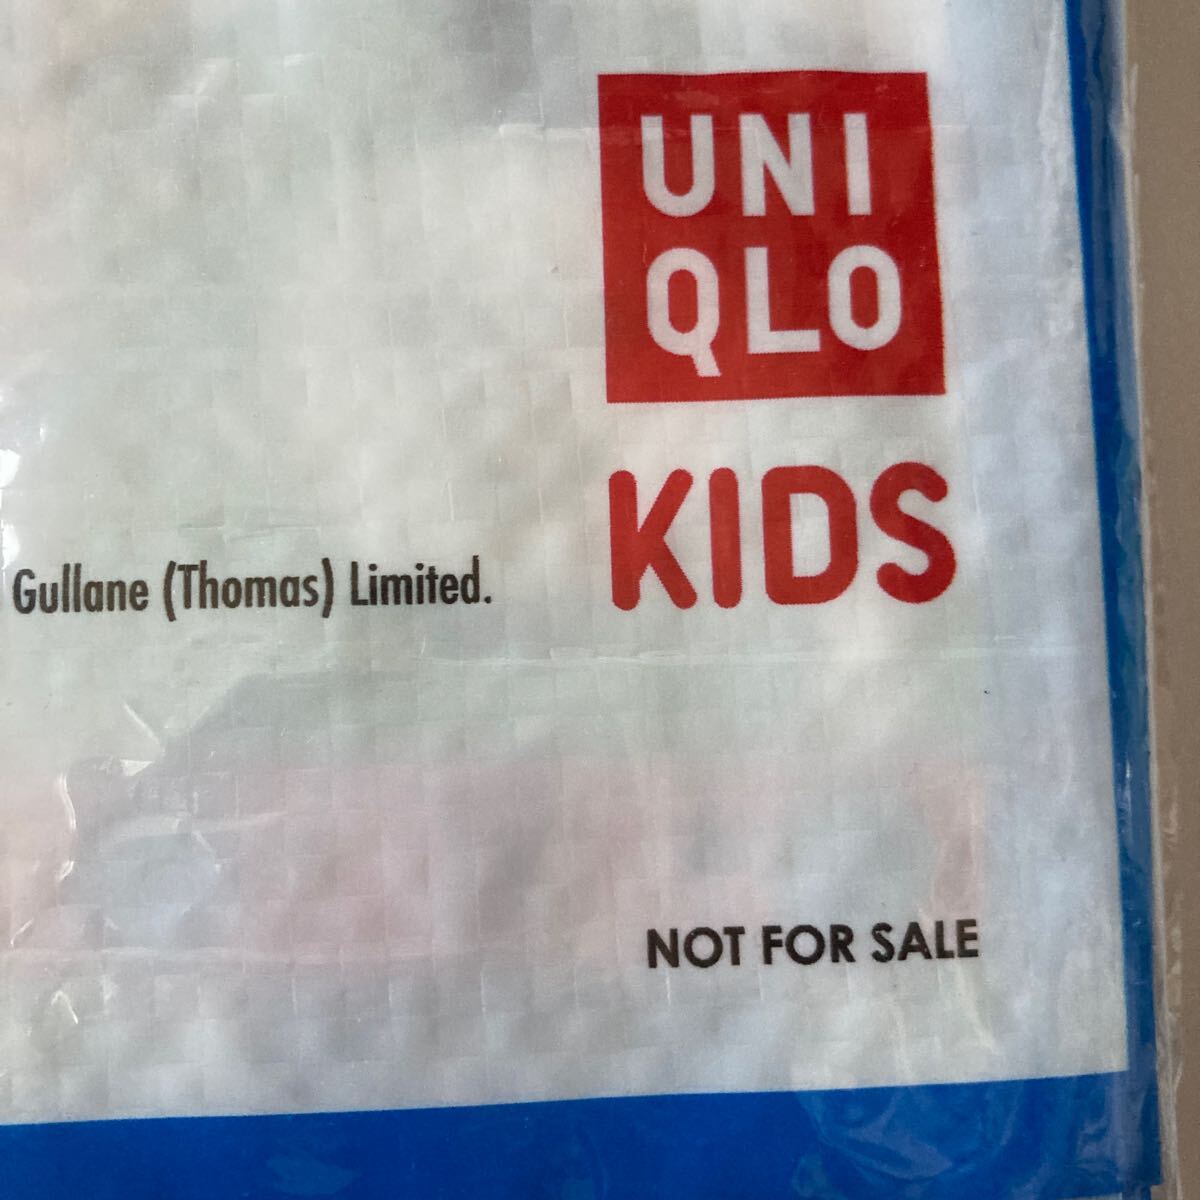 UNI
QLO
KIDS
Gullane (Thomas) Limited.
NOT FOR SALE